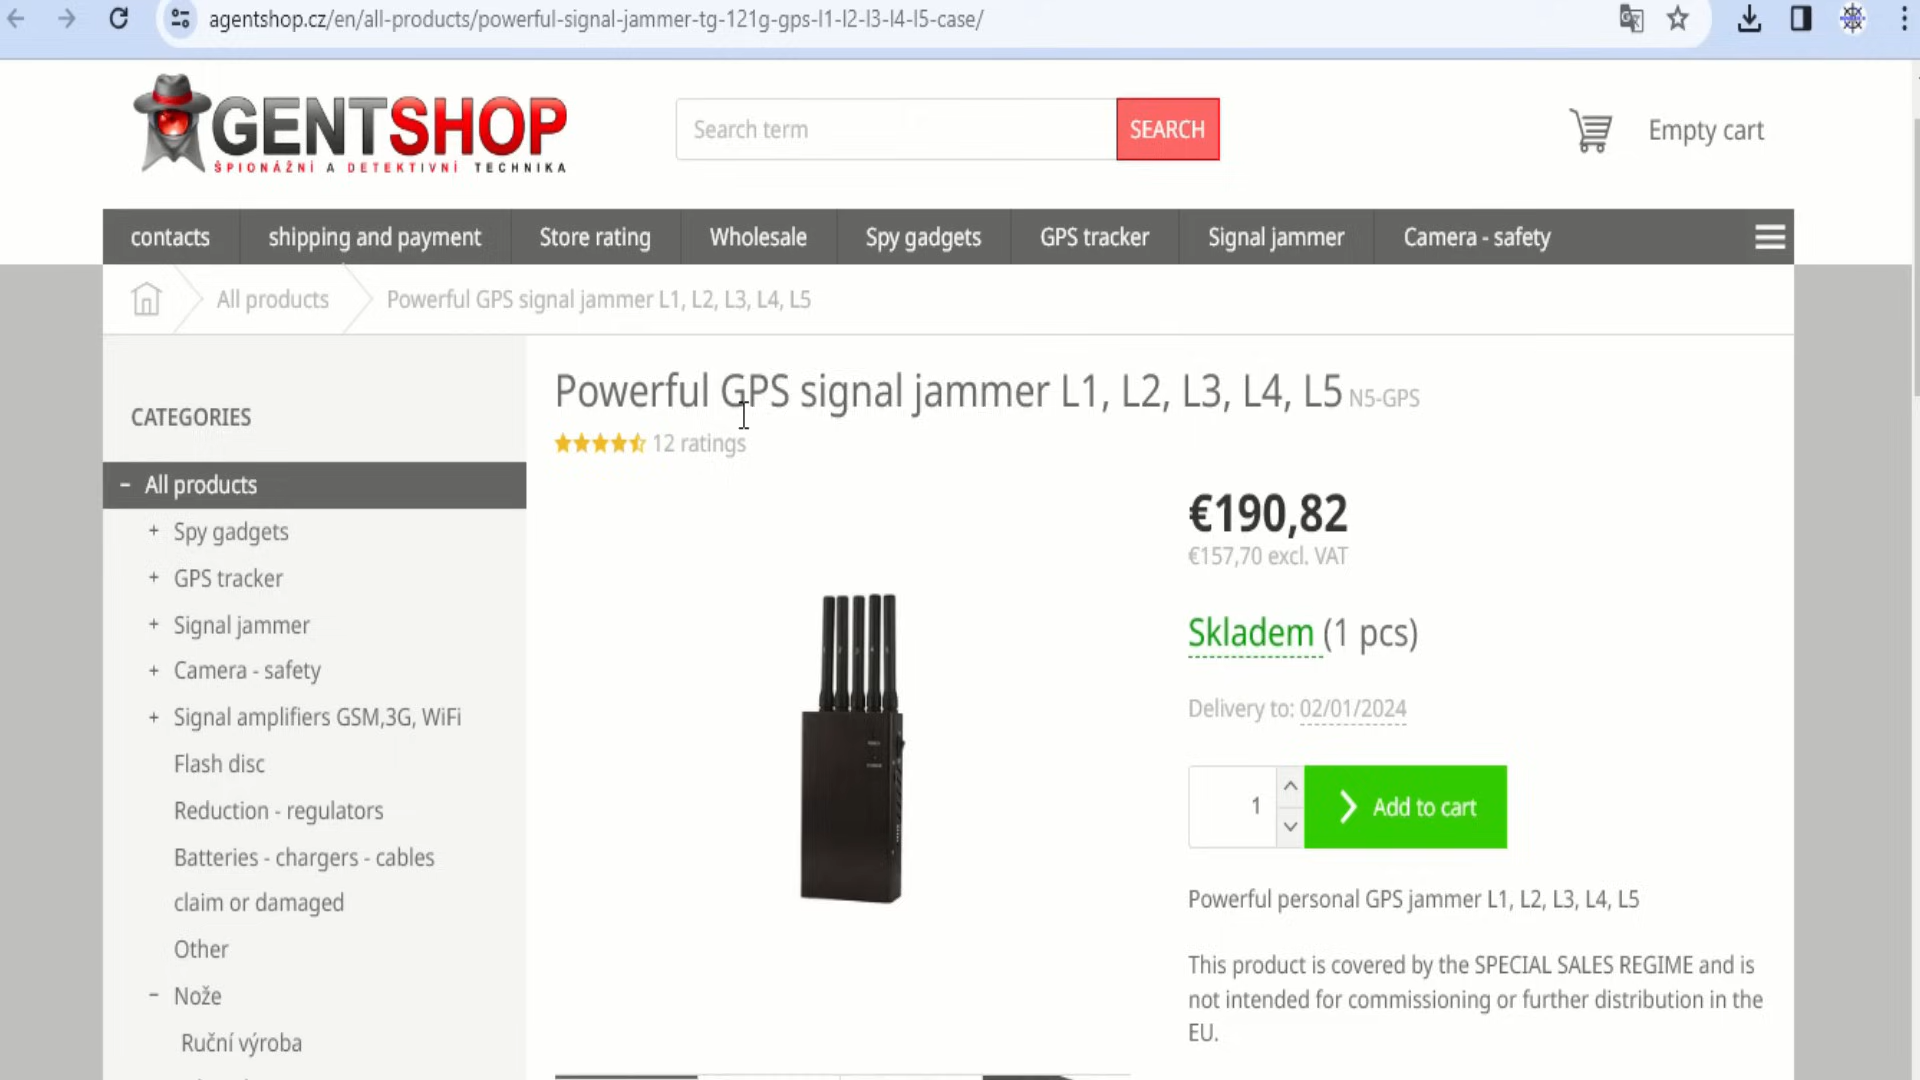 agentshop.cz/en/all-products/powerful-signal-jammer-tg-121g-gps-l1-l2-l3-l4-l5-case/
GENTSHOP
ŠPIONÁŽNÍ A DETEKTIVNÍ TECHNIKA
Search term
SEARCH
Empty cart
contacts
shipping and payment
Store rating
Wholesale
Spy gadgets
GPS tracker
Signal jammer
Camera - safety
All products
Powerful GPS signal jammer L1, L2, L3, L4, L5
CATEGORIES
− All products
+ Spy gadgets
+ GPS tracker
+ Signal jammer
+ Camera - safety
+ Signal amplifiers GSM,3G, WiFi
Flash disc
Reduction - regulators
Batteries - chargers - cables
claim or damaged
Other
− Nože
Ruční výroba
Powerful GPS signal jammer L1, L2, L3, L4, L5 N5-GPS
12 ratings
€190,82
€157,70 excl. VAT
Skladem (1 pcs)
Delivery to: 02/01/2024
1
Add to cart
Powerful personal GPS jammer L1, L2, L3, L4, L5
This product is covered by the SPECIAL SALES REGIME and is
not intended for commissioning or further distribution in the
EU.